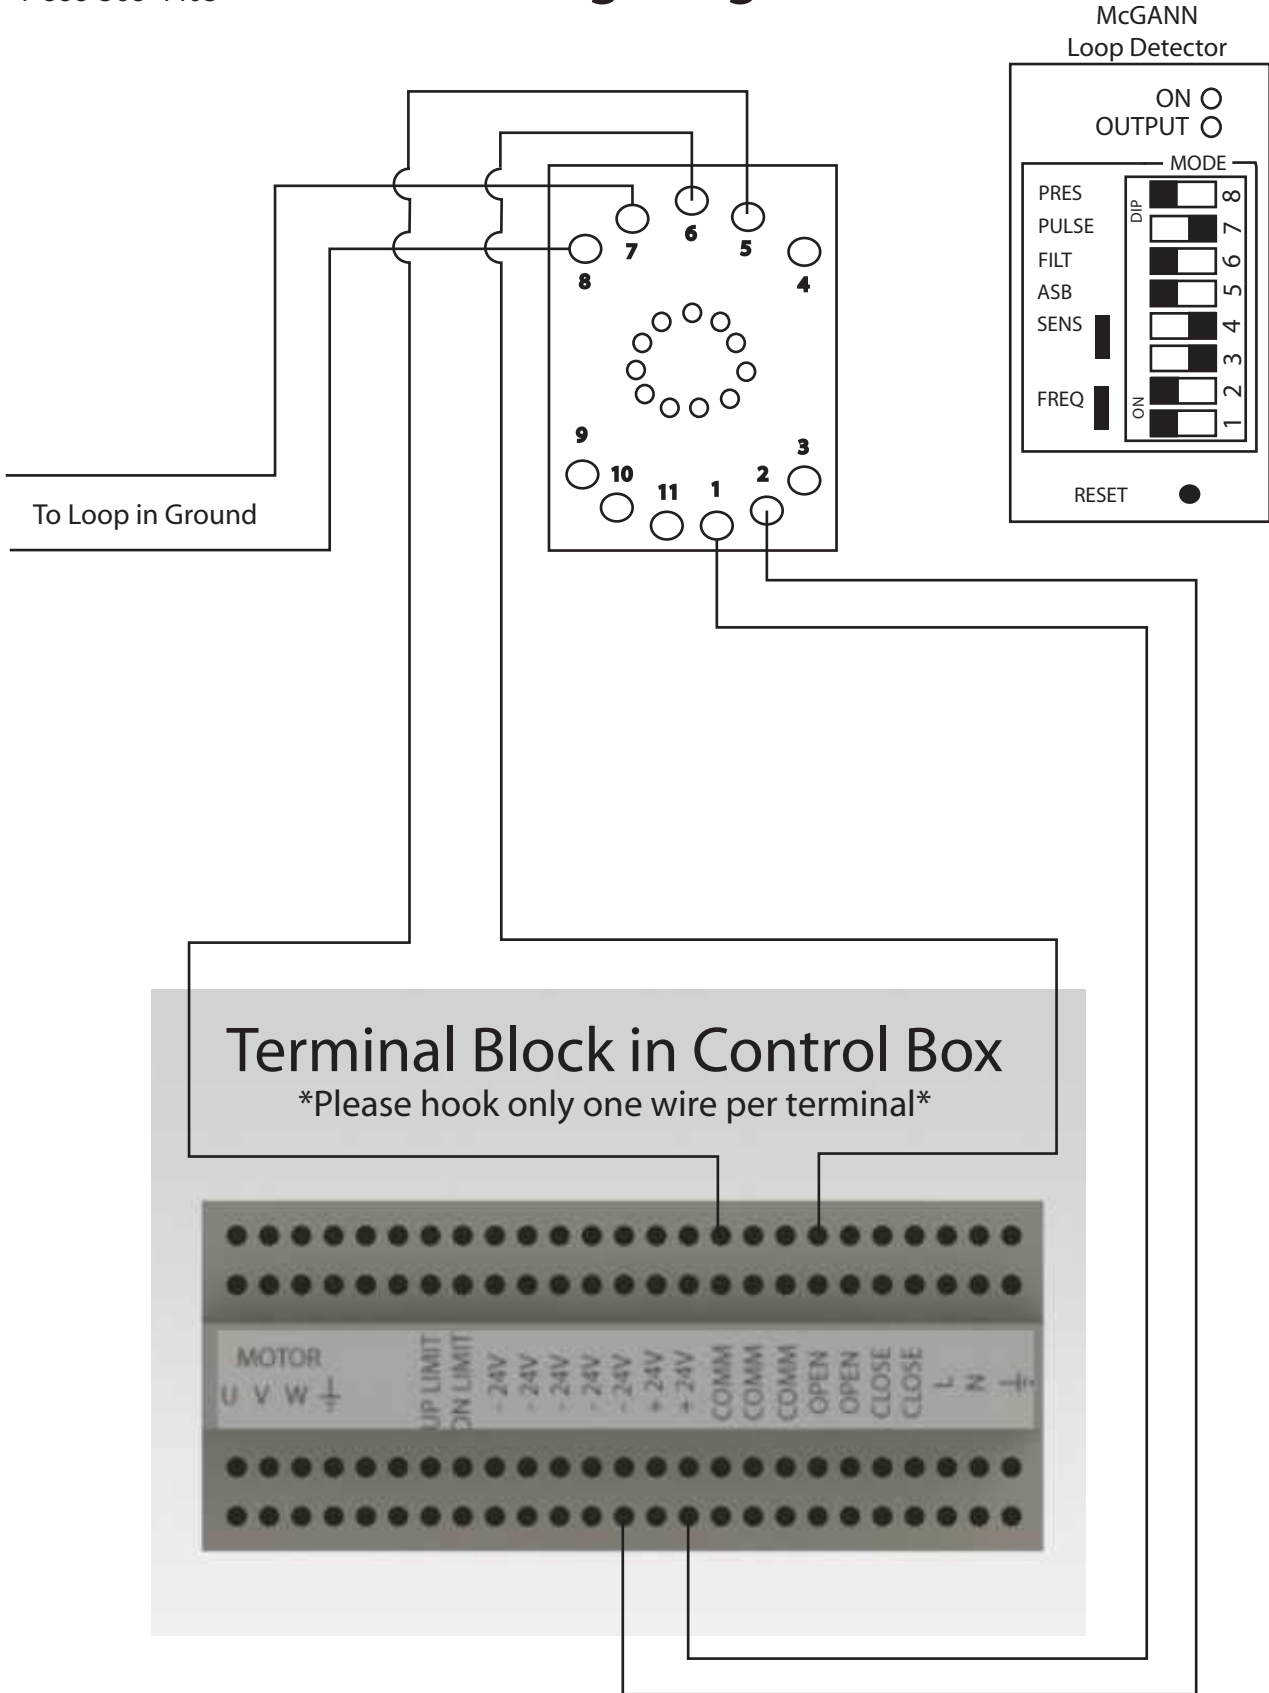 McGANN
Loop Detector
ON
OUTPUT
MODE
PRES
PULSE
FILT
ASB
SENS
FREQ
DIP
ON
8
7
6
5
4
3
2
1
RESET
7
6
5
8
4
9
10
11
1
2
3
To Loop in Ground
Terminal Block in Control Box
*Please hook only one wire per terminal*
MOTOR
U V W
UP LIMIT
DN LIMIT
- 24V
- 24V
- 24V
- 24V
- 24V
+ 24V
+ 24V
COMM
COMM
COMM
OPEN
OPEN
CLOSE
CLOSE
L
N